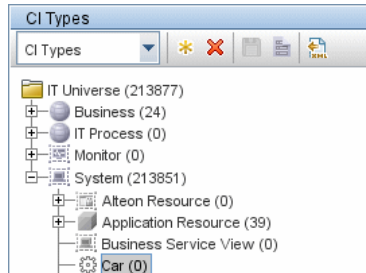 CI Types
CI Types
XML
IT Universe (213877)
Business (24)
IT Process (0)
Monitor (0)
System (213851)
Alteon Resource (0)
Application Resource (39)
Business Service View (0)
Car (0)